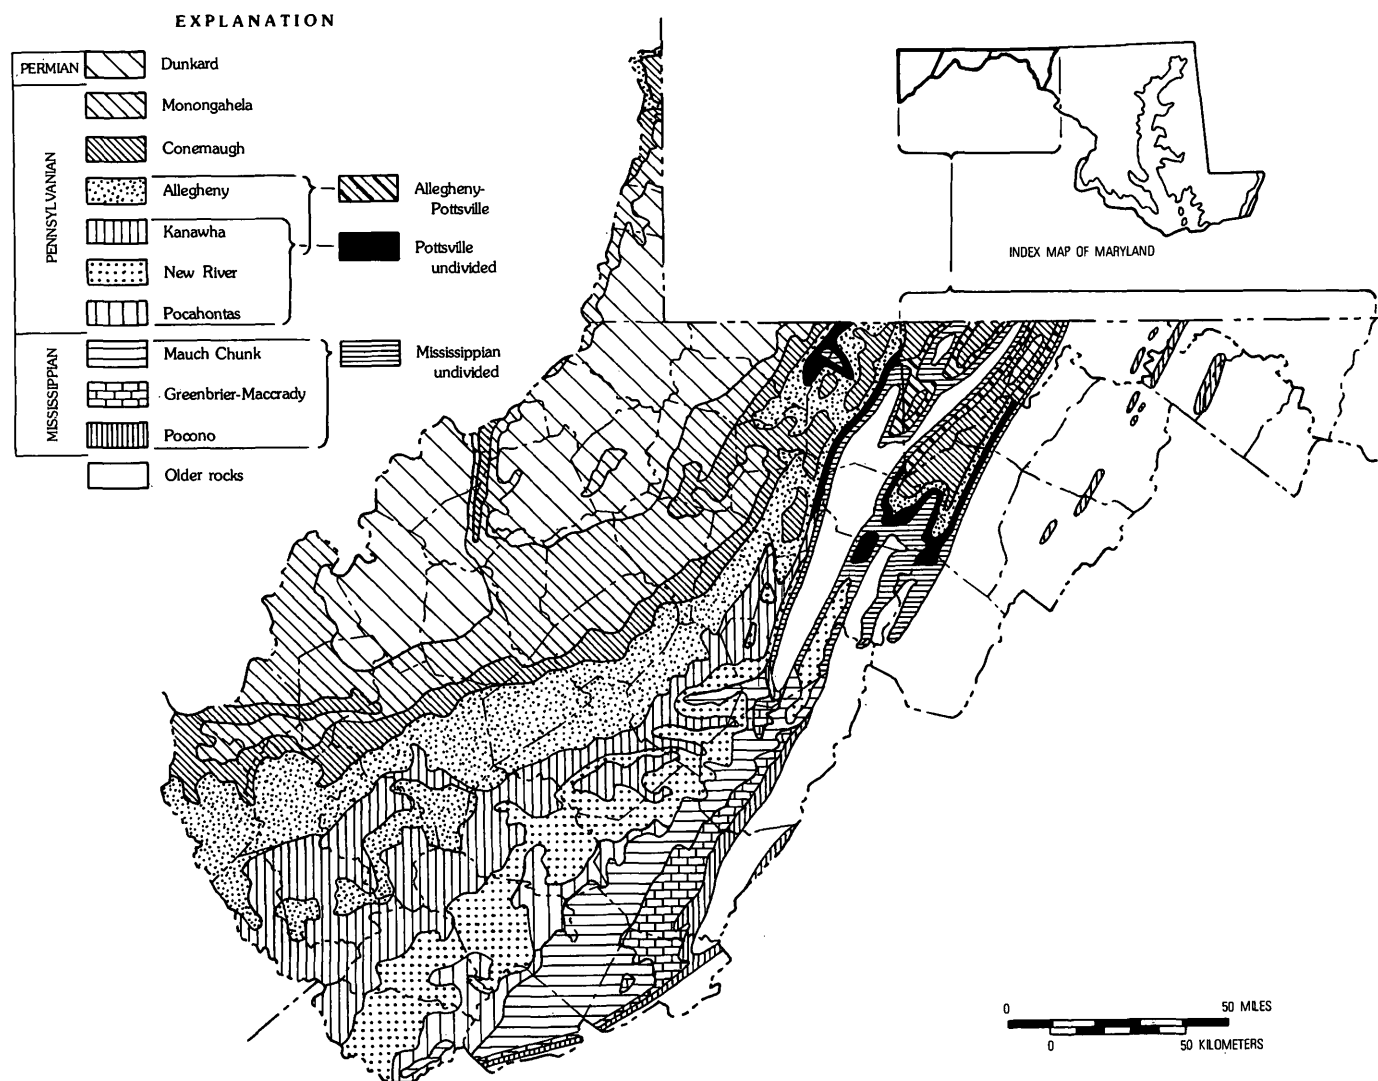 EXPLANATION
PERMIAN
Dunkard
PENNSYLVANIAN
Monongahela
Conemaugh
Allegheny
Kanawha
New River
Pocahontas
Allegheny-
Pottsville
Pottsville
undivided
MISSISSIPPIAN
Mauch Chunk
Greenbrier-Maccrady
Pocono
Mississippian
undivided
Older rocks
INDEX MAP OF MARYLAND
0 50 MILES
0 50 KILOMETERS